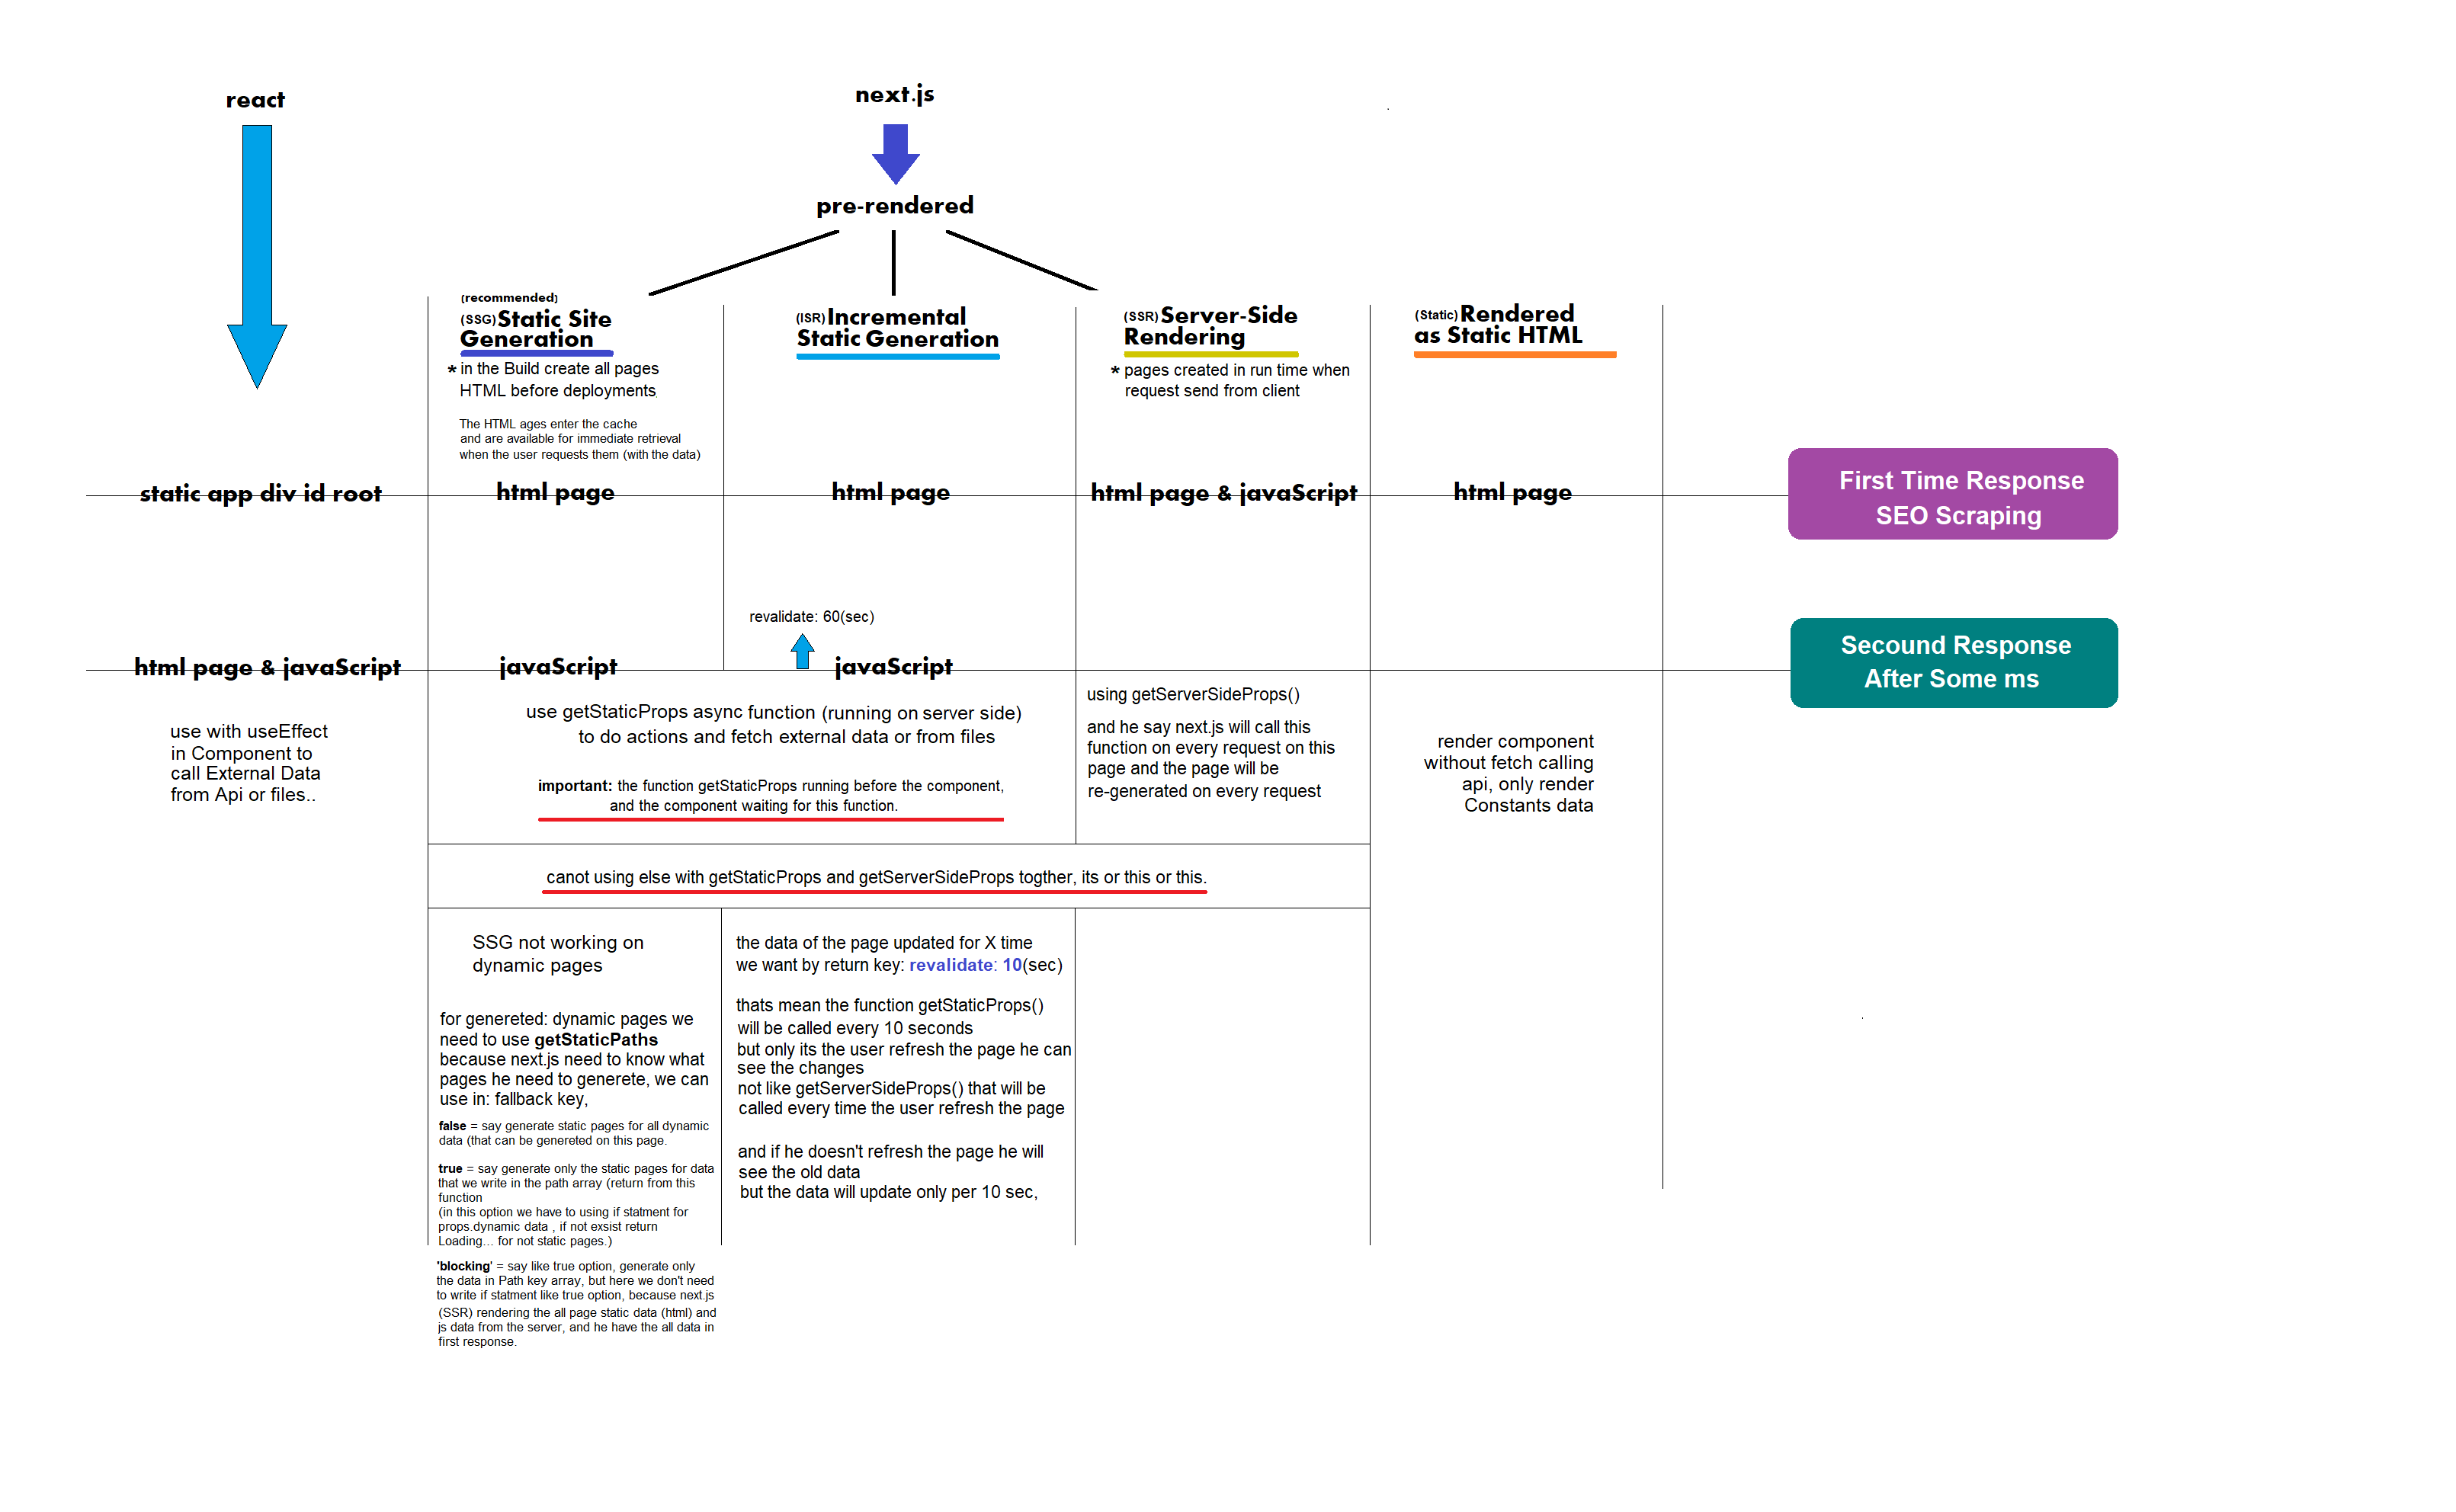 react
next.js
pre-rendered
(recommended)
(SSG) Static Site
Generation
* in the Build create all pages
HTML before deployments
The HTML ages enter the cache
and are available for immediate retrieval
when the user requests them (with the data)
(ISR) Incremental
Static Generation
(SSR) Server-Side
Rendering
* pages created in run time when
request send from client
(Static) Rendered
as Static HTML
static app div id root
html page
html page
html page & javaScript
html page
First Time Response
SEO Scraping
revalidate: 60(sec)
html page & javaScript
javaScript
javaScript
Secound Response
After Some ms
use with useEffect
in Component to
call External Data
from Api or files..
use getStaticProps async function (running on server side)
to do actions and fetch external data or from files
important: the function getStaticProps running before the component,
and the component waiting for this function.
using getServerSideProps()
and he say next.js will call this
function on every request on this
page and the page will be
re-generated on every request
render component
without fetch calling
api, only render
Constants data
canot using else with getStaticProps and getServerSideProps togther, its or this or this.
SSG not working on
dynamic pages
for genereted: dynamic pages we
need to use getStaticPaths
because next.js need to know what
pages he need to generete, we can
use in: fallback key,
false = say generate static pages for all dynamic
data (that can be genereted on this page.
true = say generate only the static pages for data
that we write in the path array (return from this
function
(in this option we have to using if statment for
props.dynamic data , if not exsist return
Loading... for not static pages.)
'blocking' = say like true option, generate only
the data in Path key array, but here we don't need
to write if statment like true option, because next.js
(SSR) rendering the all page static data (html) and
js data from the server, and he have the all data in
first response.
the data of the page updated for X time
we want by return key: revalidate: 10(sec)
thats mean the function getStaticProps()
will be called every 10 seconds
but only its the user refresh the page he can
see the changes
not like getServerSideProps() that will be
called every time the user refresh the page
and if he doesn't refresh the page he will
see the old data
but the data will update only per 10 sec,